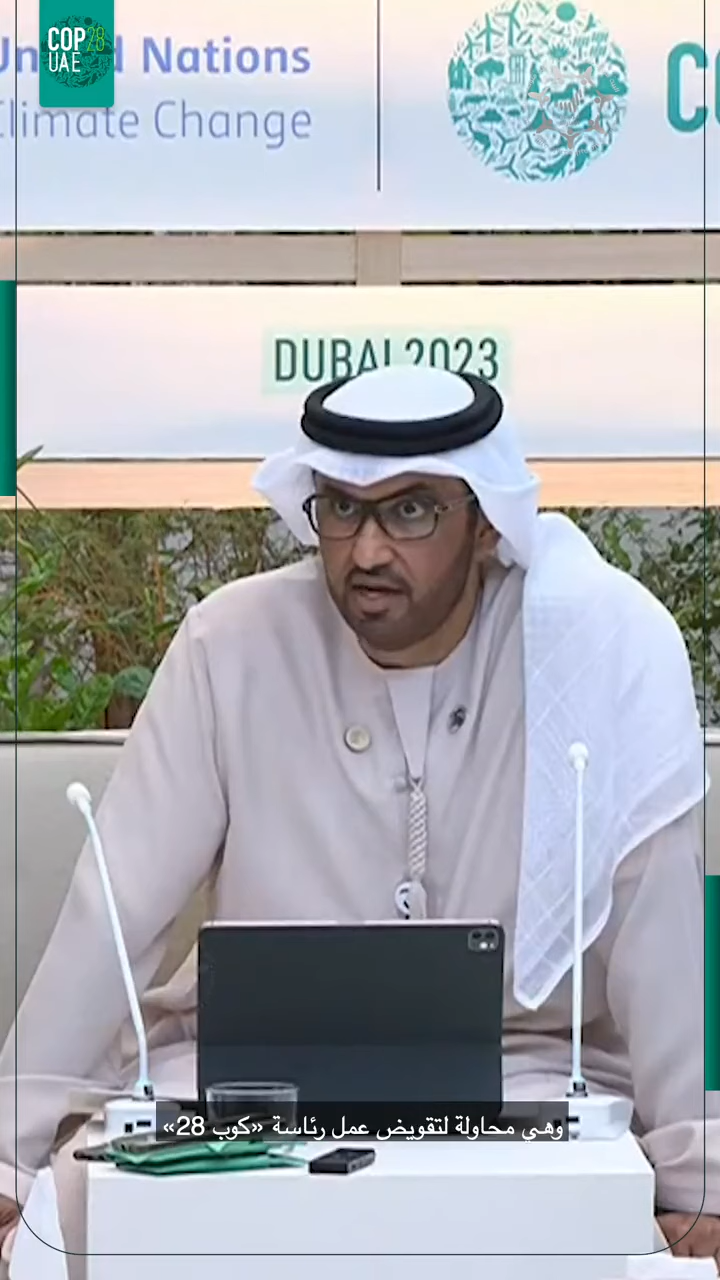 COP28
UAE
United Nations
Climate Change
DUBAI 2023
وهي محاولة لتقويض عمل رئاسة «كوب 28»